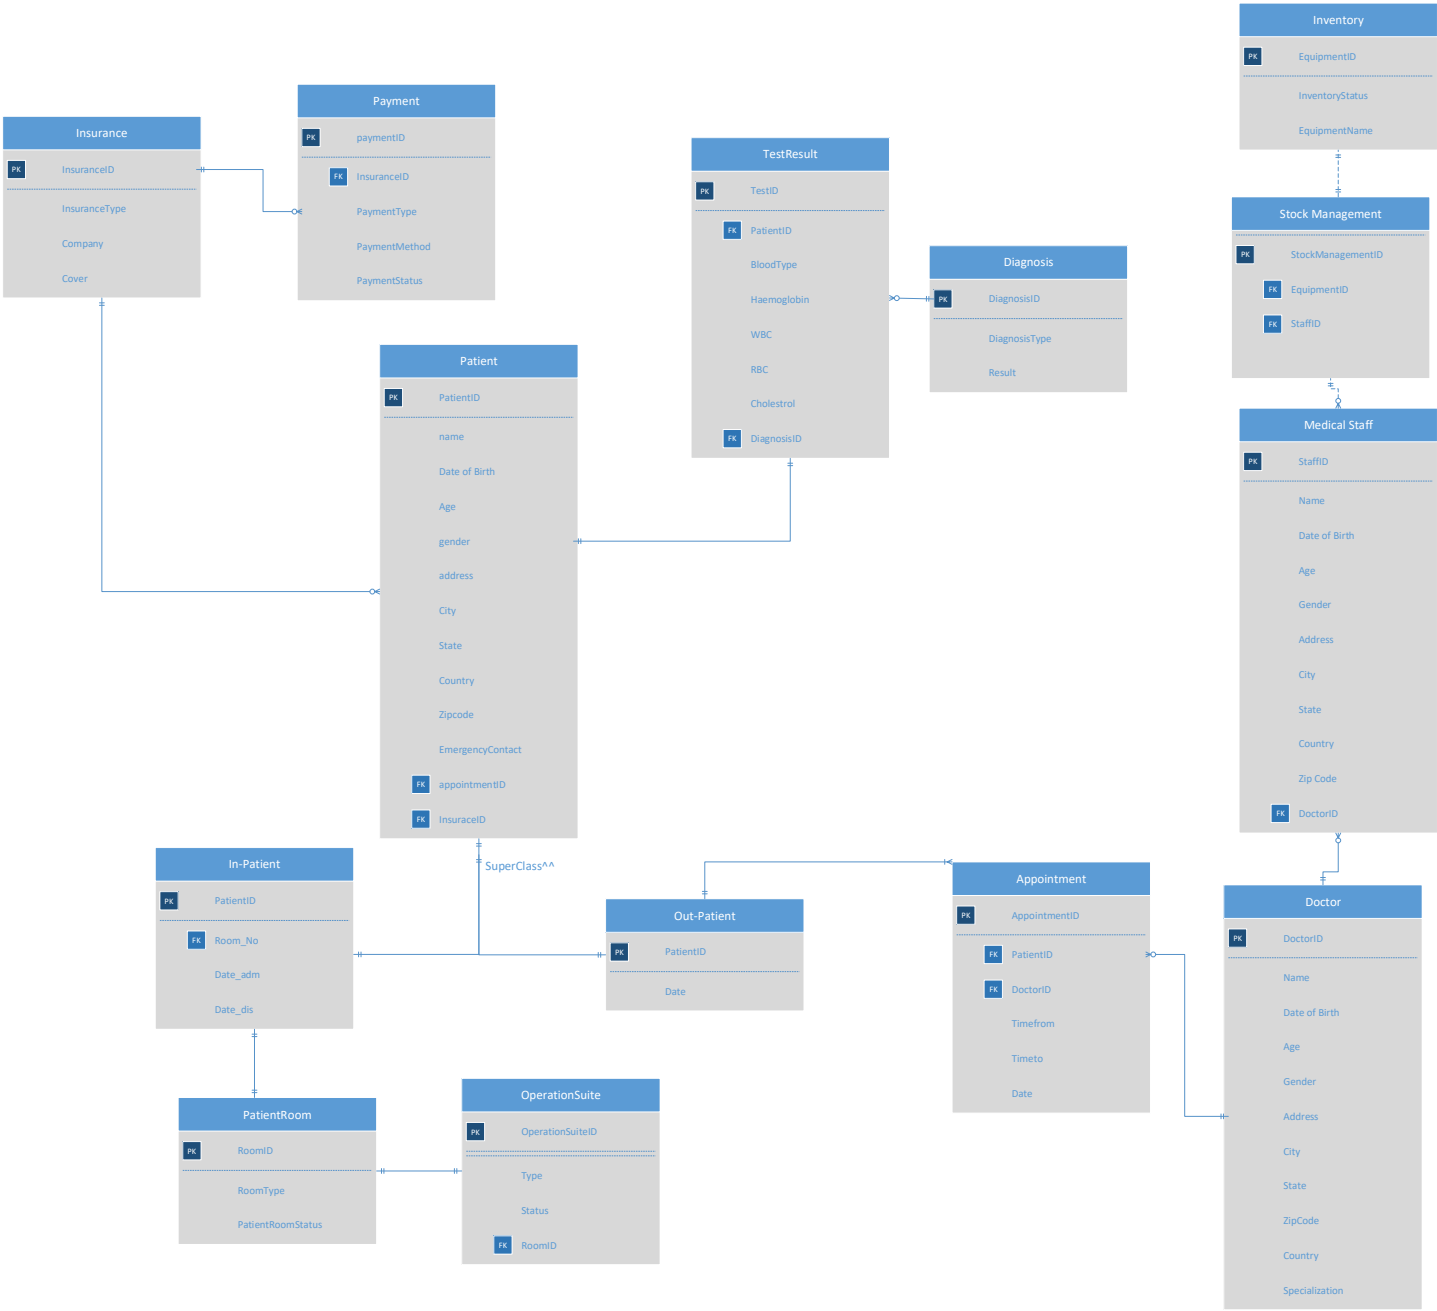 Inventory
PK EquipmentID
InventoryStatus
EquipmentName
Payment
PK paymentID
FK InsuranceID
PaymentType
PaymentMethod
PaymentStatus
Insurance
PK InsuranceID
InsuranceType
Company
Cover
TestResult
PK TestID
FK PatientID
BloodType
Haemoglobin
WBC
RBC
Cholestrol
FK DiagnosisID
Stock Management
PK StockManagementID
FK EquipmentID
FK StaffID
Diagnosis
PK DiagnosisID
DiagnosisType
Result
Patient
PK PatientID
name
Date of Birth
Age
gender
address
City
State
Country
Zipcode
EmergencyContact
FK appointmentID
FK InsuraceID
Medical Staff
PK StaffID
Name
Date of Birth
Age
Gender
Address
City
State
Country
Zip Code
FK DoctorID
SuperClass^^
In-Patient
PK PatientID
FK Room_No
Date_adm
Date_dis
Out-Patient
PK PatientID
Date
Appointment
PK AppointmentID
FK PatientID
FK DoctorID
Timefrom
Timeto
Date
Doctor
PK DoctorID
Name
Date of Birth
Age
Gender
Address
City
State
ZipCode
Country
Specialization
PatientRoom
PK RoomID
RoomType
PatientRoomStatus
OperationSuite
PK OperationSuiteID
Type
Status
FK RoomID